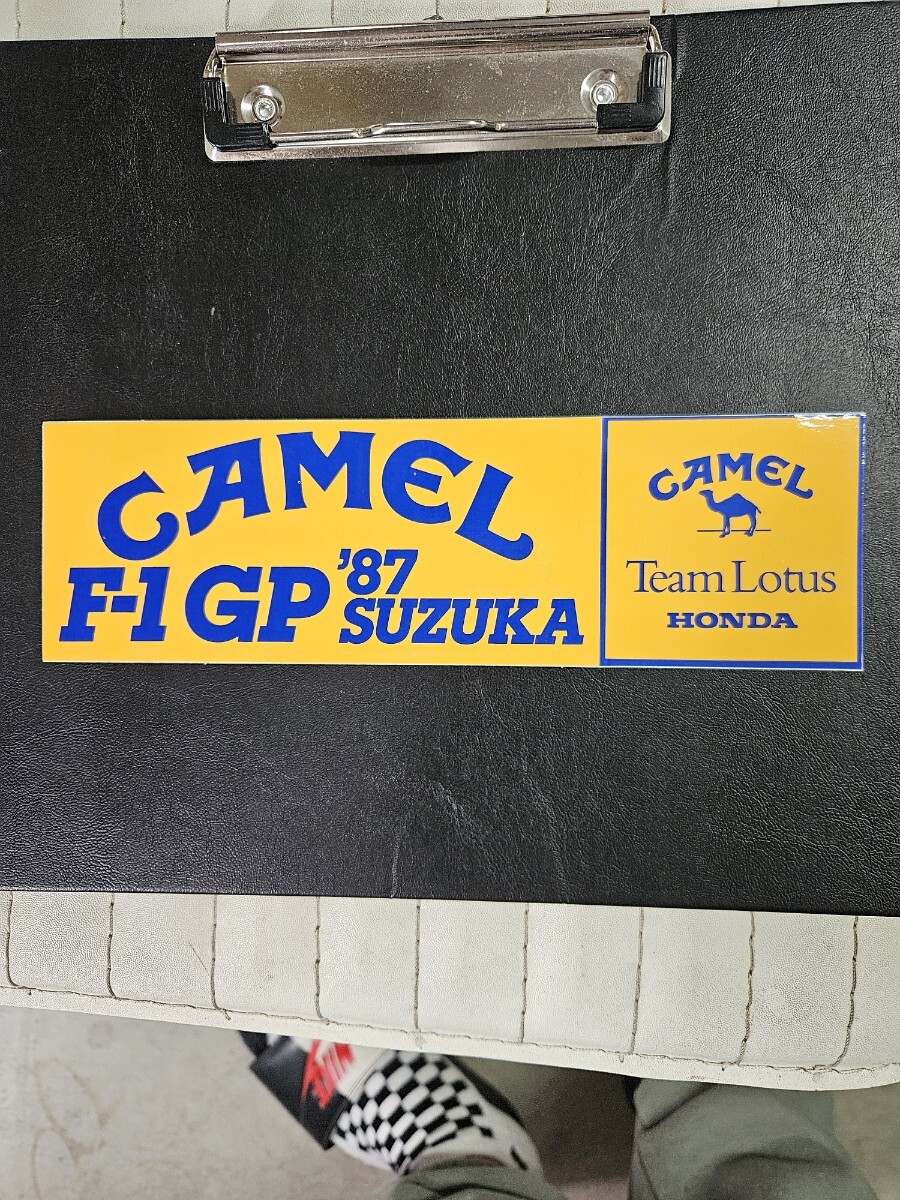 CAMEL
F-1 GP '87 SUZUKA
CAMEL
Team Lotus
HONDA